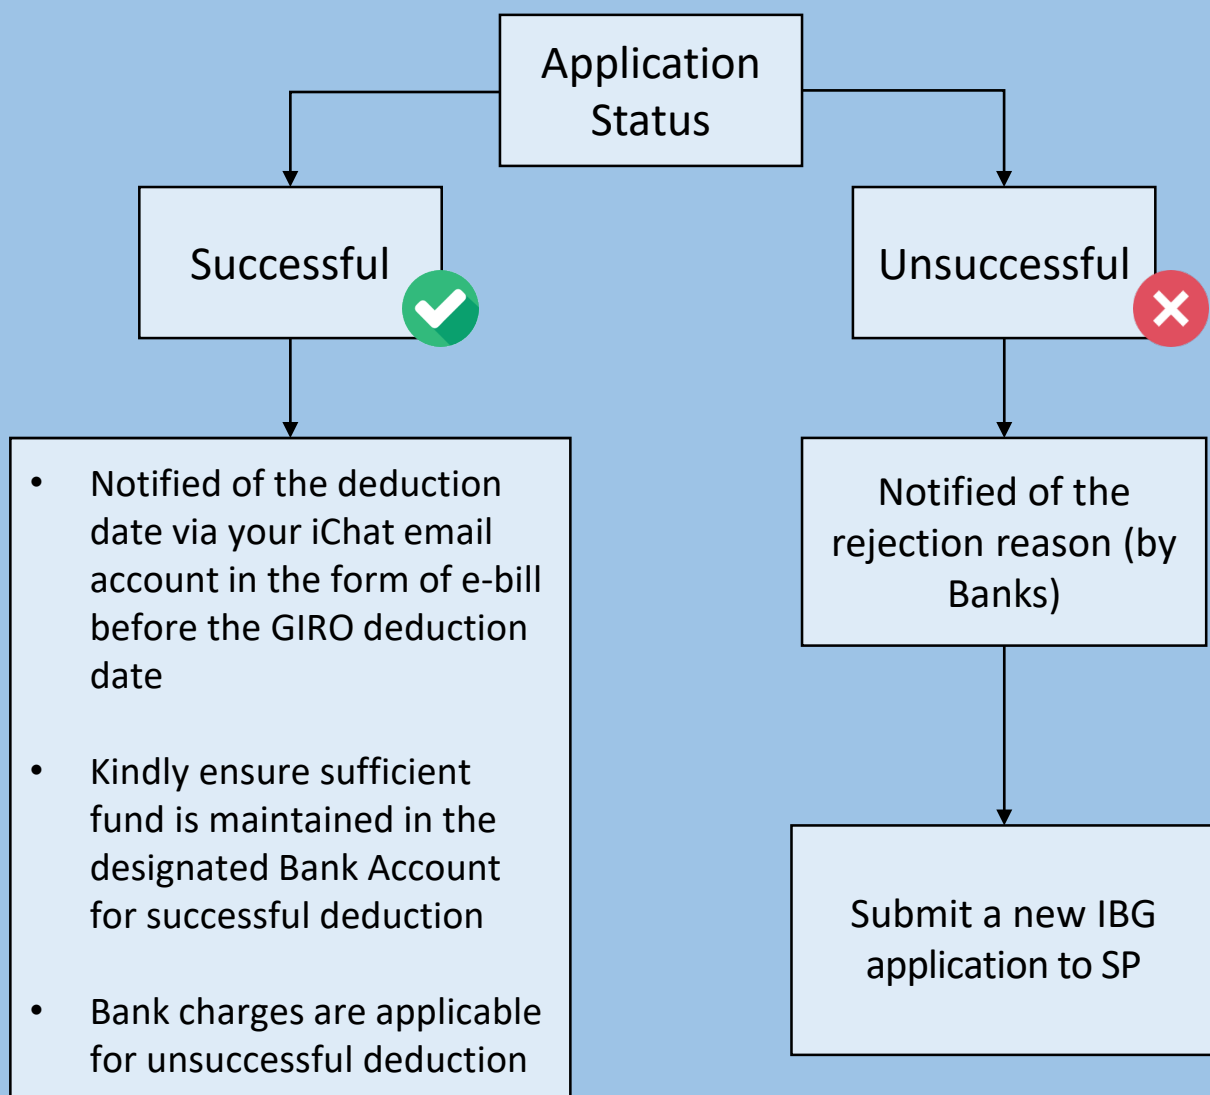 Application
Status
Successful
Unsuccessful
• Notified of the deduction
date via your iChat email
account in the form of e-bill
before the GIRO deduction
date
• Kindly ensure sufficient
fund is maintained in the
designated Bank Account
for successful deduction
• Bank charges are applicable
for unsuccessful deduction
Notified of the
rejection reason (by
Banks)
Submit a new IBG
application to SP